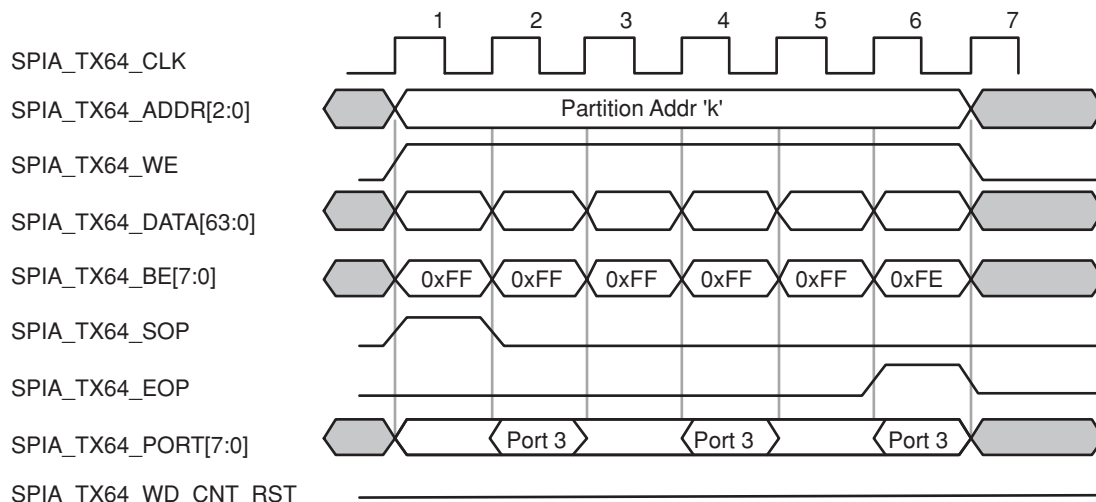 1 2 3 4 5 6 7
SPIA_TX64_CLK
SPIA_TX64_ADDR[2:0] Partition Addr 'k'
SPIA_TX64_WE
SPIA_TX64_DATA[63:0]
SPIA_TX64_BE[7:0] 0xFF 0xFF 0xFF 0xFF 0xFF 0xFE
SPIA_TX64_SOP
SPIA_TX64_EOP
SPIA_TX64_PORT[7:0] Port 3 Port 3 Port 3
SPIA_TX64_WD_CNT_RST